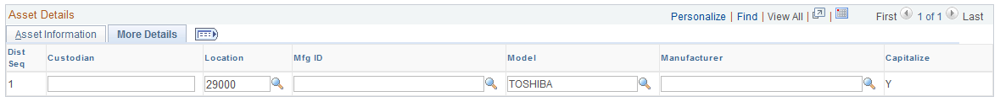 Asset Details
Personalize | Find | View All | | First 1 of 1 Last
Asset Information More Details
Dist Seq Custodian Location Mfg ID Model Manufacturer Capitalize
1 29000 TOSHIBA Y